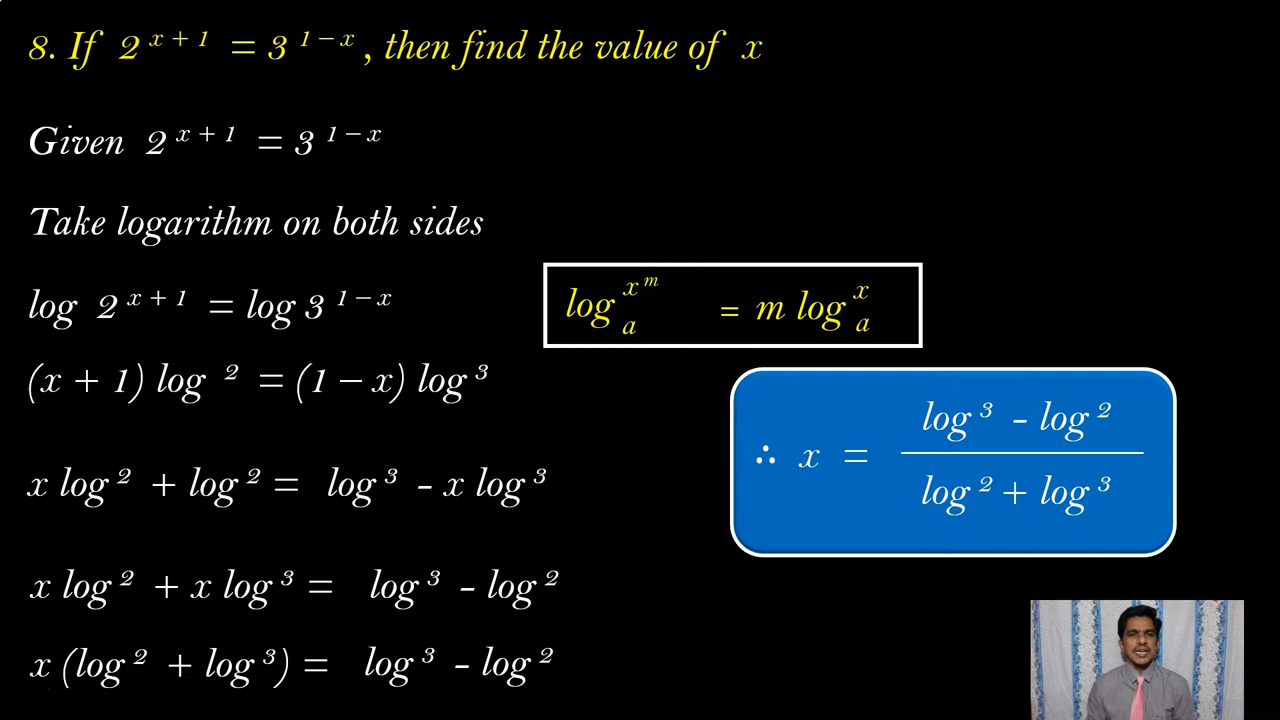 8. If 2^(x + 1) = 3^(1 – x), then find the value of x
Given 2^(x + 1) = 3^(1 – x)
Take logarithm on both sides
log 2^(x + 1) = log 3^(1 – x)
log_a^(x^m) = m log_a^x
(x + 1) log ² = (1 – x) log ³
x log ² + log ² = log ³ - x log ³
x log ² + x log ³ = log ³ - log ²
x (log ² + log ³) = log ³ - log ²
∴ x = (log ³ - log ²) / (log ² + log ³)